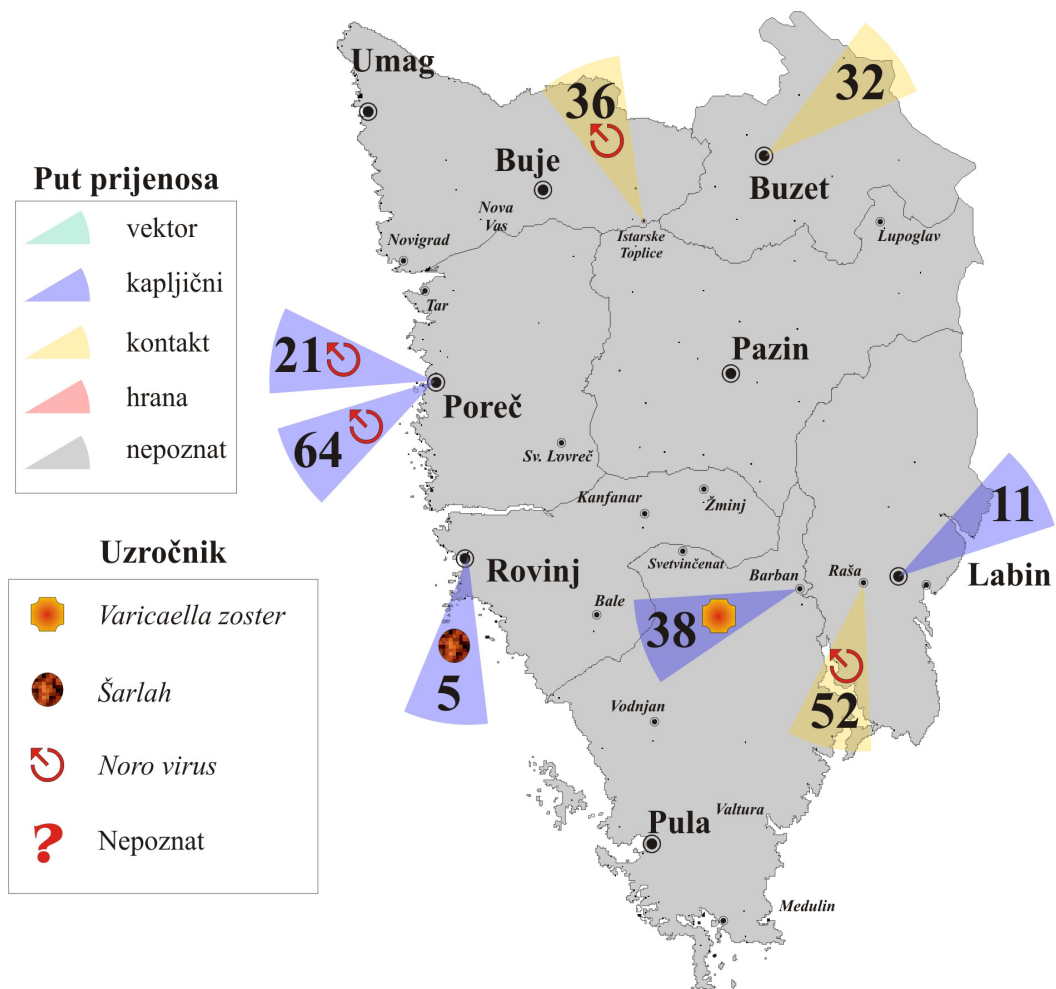 Umag
36
32
Buje
Buzet
Put prijenosa
vektor
kapljični
kontakt
hrana
nepoznat
Nova
Vas
Novigrad
Istarske
Toplice
Lupoglav
Tar
21
Poreč
64
Pazin
Sv. Lovreč
Kanfanar
Žminj
11
Uzročnik
Varicaella zoster
Šarlah
Noro virus
Nepoznat
Rovinj
Svetvinčenat
Barban
Raša
Labin
Bale
38
5
52
Vodnjan
Valtura
Pula
Medulin
?